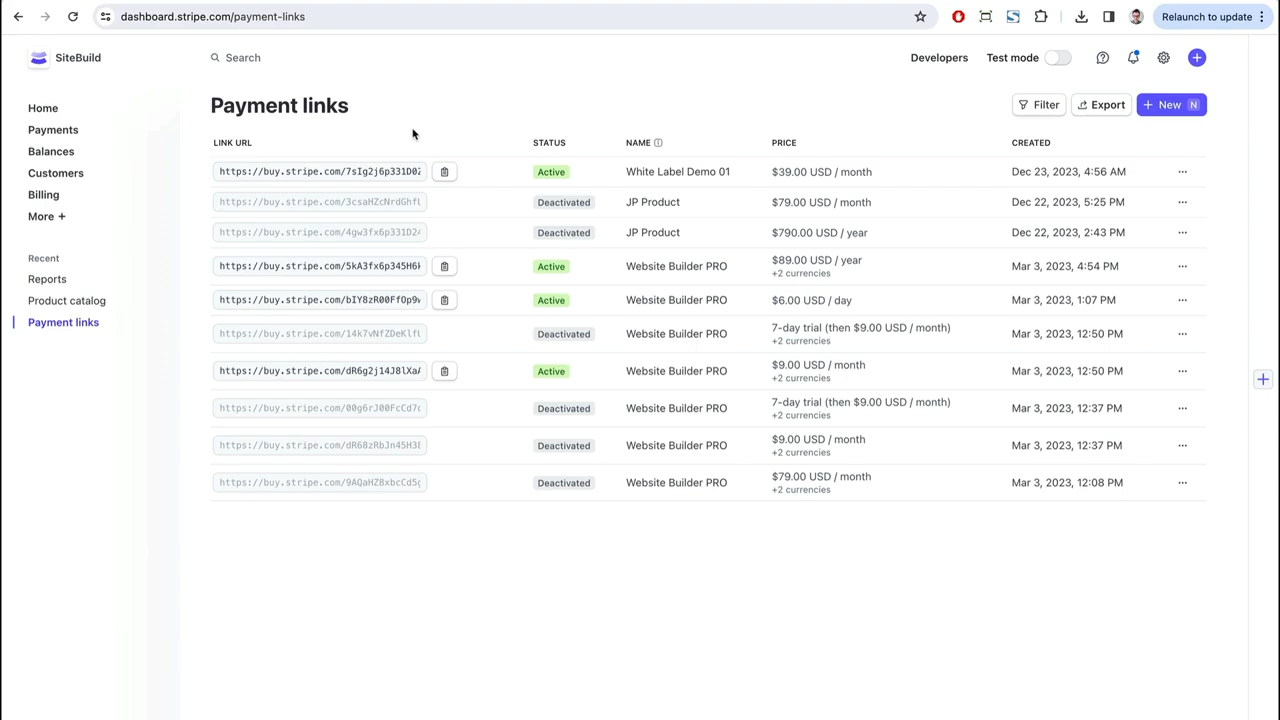 dashboard.stripe.com/payment-links
Relaunch to update
SiteBuild
Search
Developers
Test mode
Home
Payments
Balances
Customers
Billing
More +
Recent
Reports
Product catalog
Payment links
Payment links
Filter
Export
+ New N
LINK URL STATUS NAME PRICE CREATED
https://buy.stripe.com/7sIg2j6p331D0 Active White Label Demo 01 $39.00 USD / month Dec 23, 2023, 4:56 AM
https://buy.stripe.com/3csaHZcNrdGhf Deactivated JP Product $79.00 USD / month Dec 22, 2023, 5:25 PM
https://buy.stripe.com/4gw3fx6p331D2 Deactivated JP Product $790.00 USD / year Dec 22, 2023, 2:43 PM
https://buy.stripe.com/5kA3fx6p345H6 Active Website Builder PRO $89.00 USD / year Mar 3, 2023, 4:54 PM
+2 currencies
https://buy.stripe.com/bIY8zR00FfOp9 Active Website Builder PRO $6.00 USD / day Mar 3, 2023, 1:07 PM
https://buy.stripe.com/14k7vNfZDeKlf Deactivated Website Builder PRO 7-day trial (then $9.00 USD / month) Mar 3, 2023, 12:50 PM
+2 currencies
https://buy.stripe.com/dR6g2j14J8lXa Active Website Builder PRO $9.00 USD / month Mar 3, 2023, 12:50 PM
+2 currencies
https://buy.stripe.com/00g6rJ00FcCd7 Deactivated Website Builder PRO 7-day trial (then $9.00 USD / month) Mar 3, 2023, 12:37 PM
+2 currencies
https://buy.stripe.com/dR68zRbJn45H3 Deactivated Website Builder PRO $9.00 USD / month Mar 3, 2023, 12:37 PM
+2 currencies
https://buy.stripe.com/9AQaHZ8xbcCd5 Deactivated Website Builder PRO $79.00 USD / month Mar 3, 2023, 12:08 PM
+2 currencies